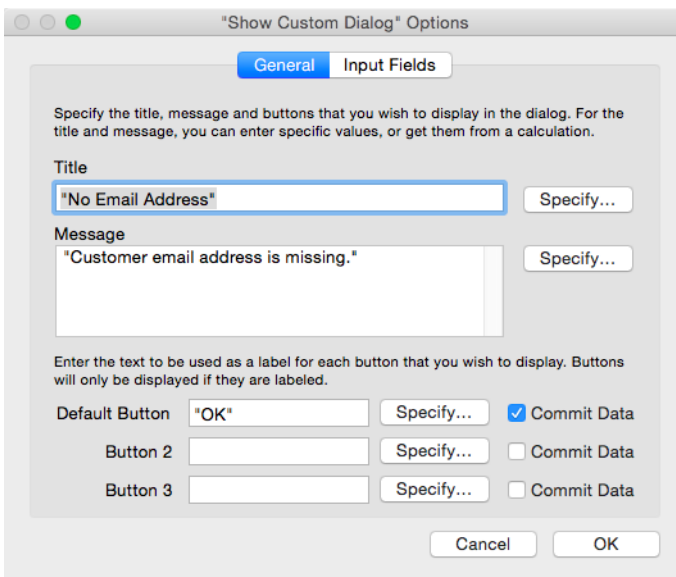 "Show Custom Dialog" Options
General Input Fields
Specify the title, message and buttons that you wish to display in the dialog. For the
title and message, you can enter specific values, or get them from a calculation.
Title
"No Email Address" Specify...
Message
"Customer email address is missing." Specify...
Enter the text to be used as a label for each button that you wish to display. Buttons
will only be displayed if they are labeled.
Default Button "OK" Specify... Commit Data
Button 2 Specify... Commit Data
Button 3 Specify... Commit Data
Cancel OK